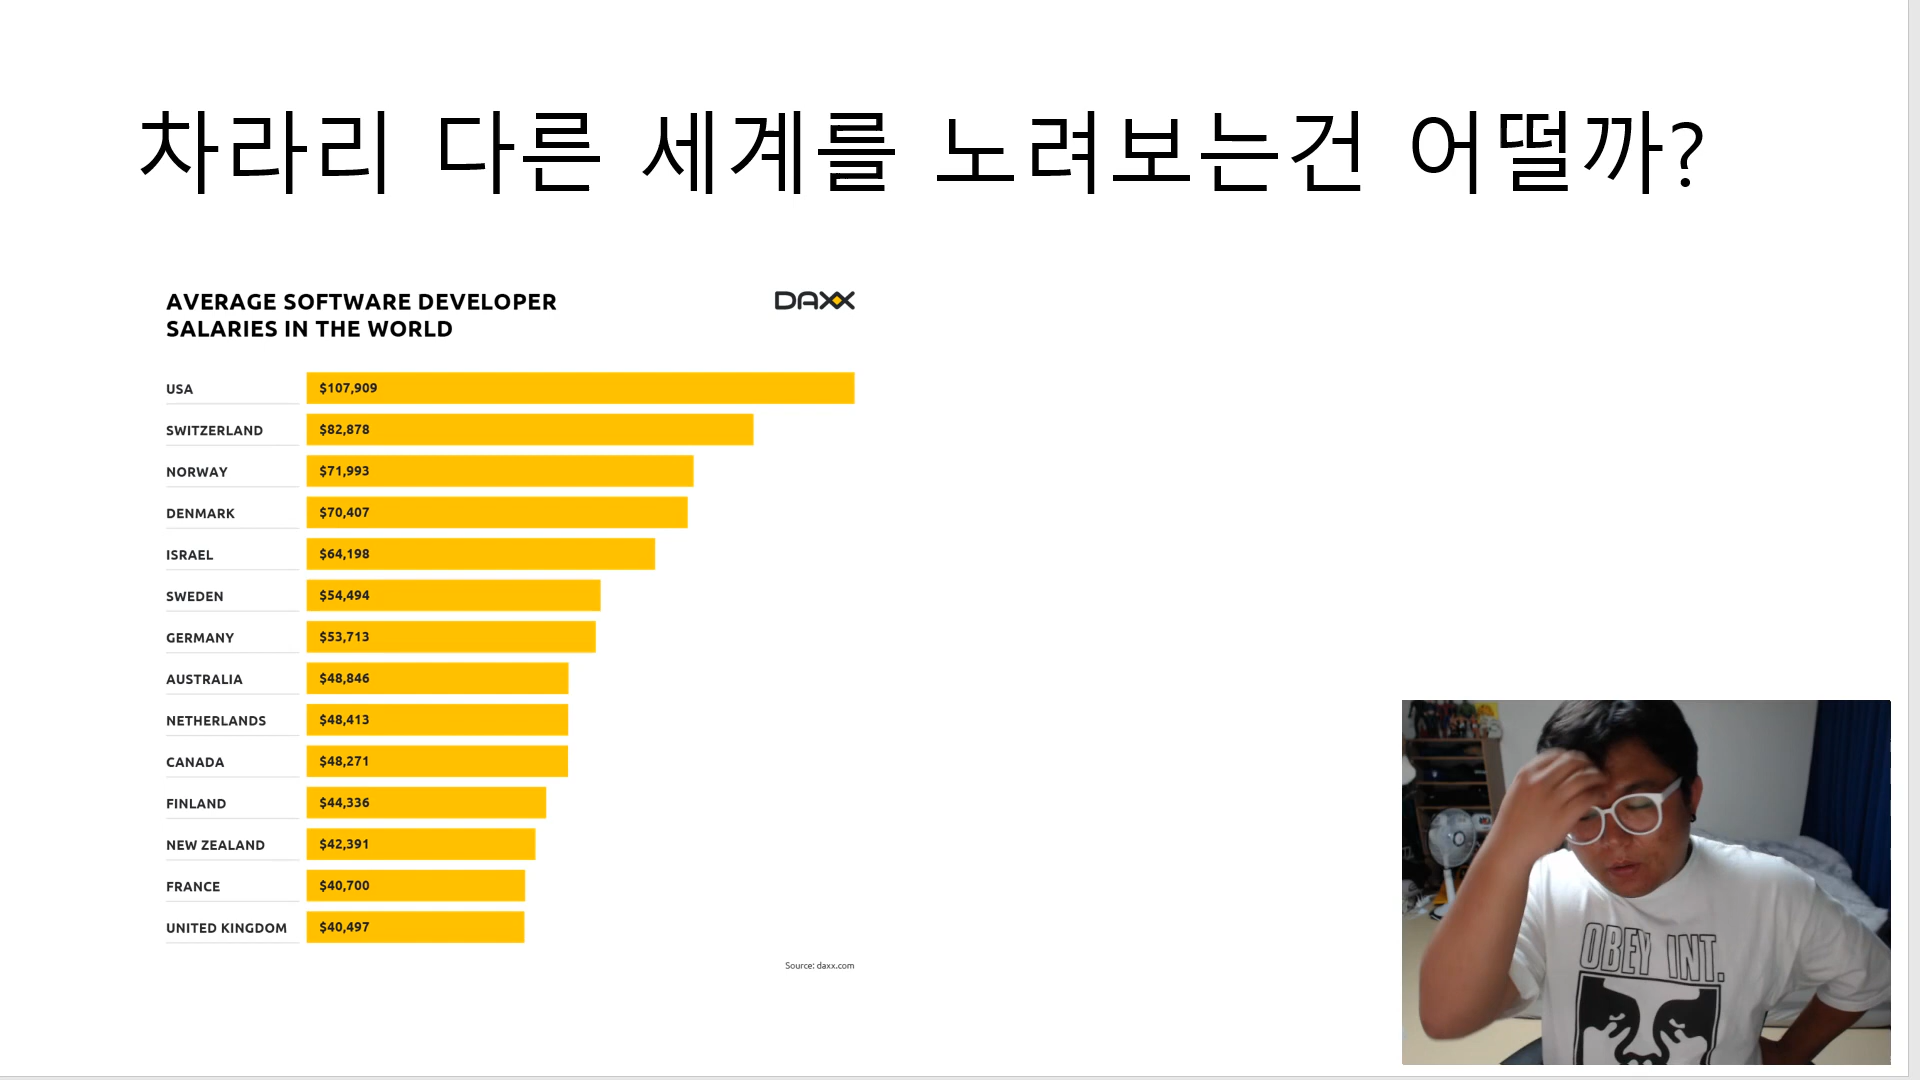 차라리 다른 세계를 노려보는건 어떨까?
AVERAGE SOFTWARE DEVELOPER
SALARIES IN THE WORLD
DAXX
USA $107,909
SWITZERLAND $82,878
NORWAY $71,993
DENMARK $70,407
ISRAEL $64,198
SWEDEN $54,494
GERMANY $53,713
AUSTRALIA $48,846
NETHERLANDS $48,413
CANADA $48,271
FINLAND $44,336
NEW ZEALAND $42,391
FRANCE $40,700
UNITED KINGDOM $40,497
Source: daxx.com
OBEY INT.